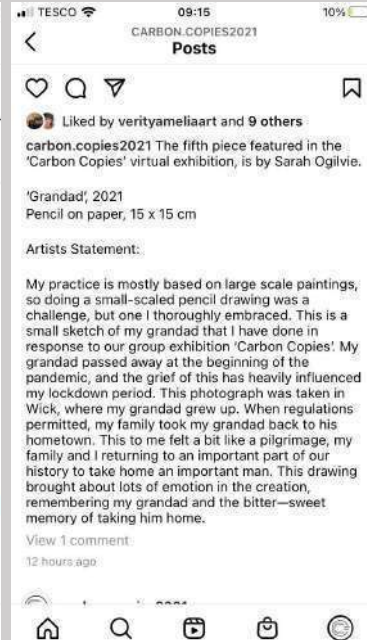 TESCO 09:15 10%
CARBON.COPIES2021
Posts
Liked by verityameliaart and 9 others
carbon.copies2021 The fifth piece featured in the
'Carbon Copies' virtual exhibition, is by Sarah Ogilvie.
'Grandad', 2021
Pencil on paper, 15 x 15 cm
Artists Statement:
My practice is mostly based on large scale paintings,
so doing a small-scaled pencil drawing was a
challenge, but one I thoroughly embraced. This is a
small sketch of my grandad that I have done in
response to our group exhibition 'Carbon Copies'. My
grandad passed away at the beginning of the
pandemic, and the grief of this has heavily influenced
my lockdown period. This photograph was taken in
Wick, where my grandad grew up. When regulations
permitted, my family took my grandad back to his
hometown. This to me felt a bit like a pilgrimage, my
family and I returning to an important part of our
history to take home an important man. This drawing
brought about lots of emotion in the creation,
remembering my grandad and the bitter—sweet
memory of taking him home.
View 1 comment
12 hours ago